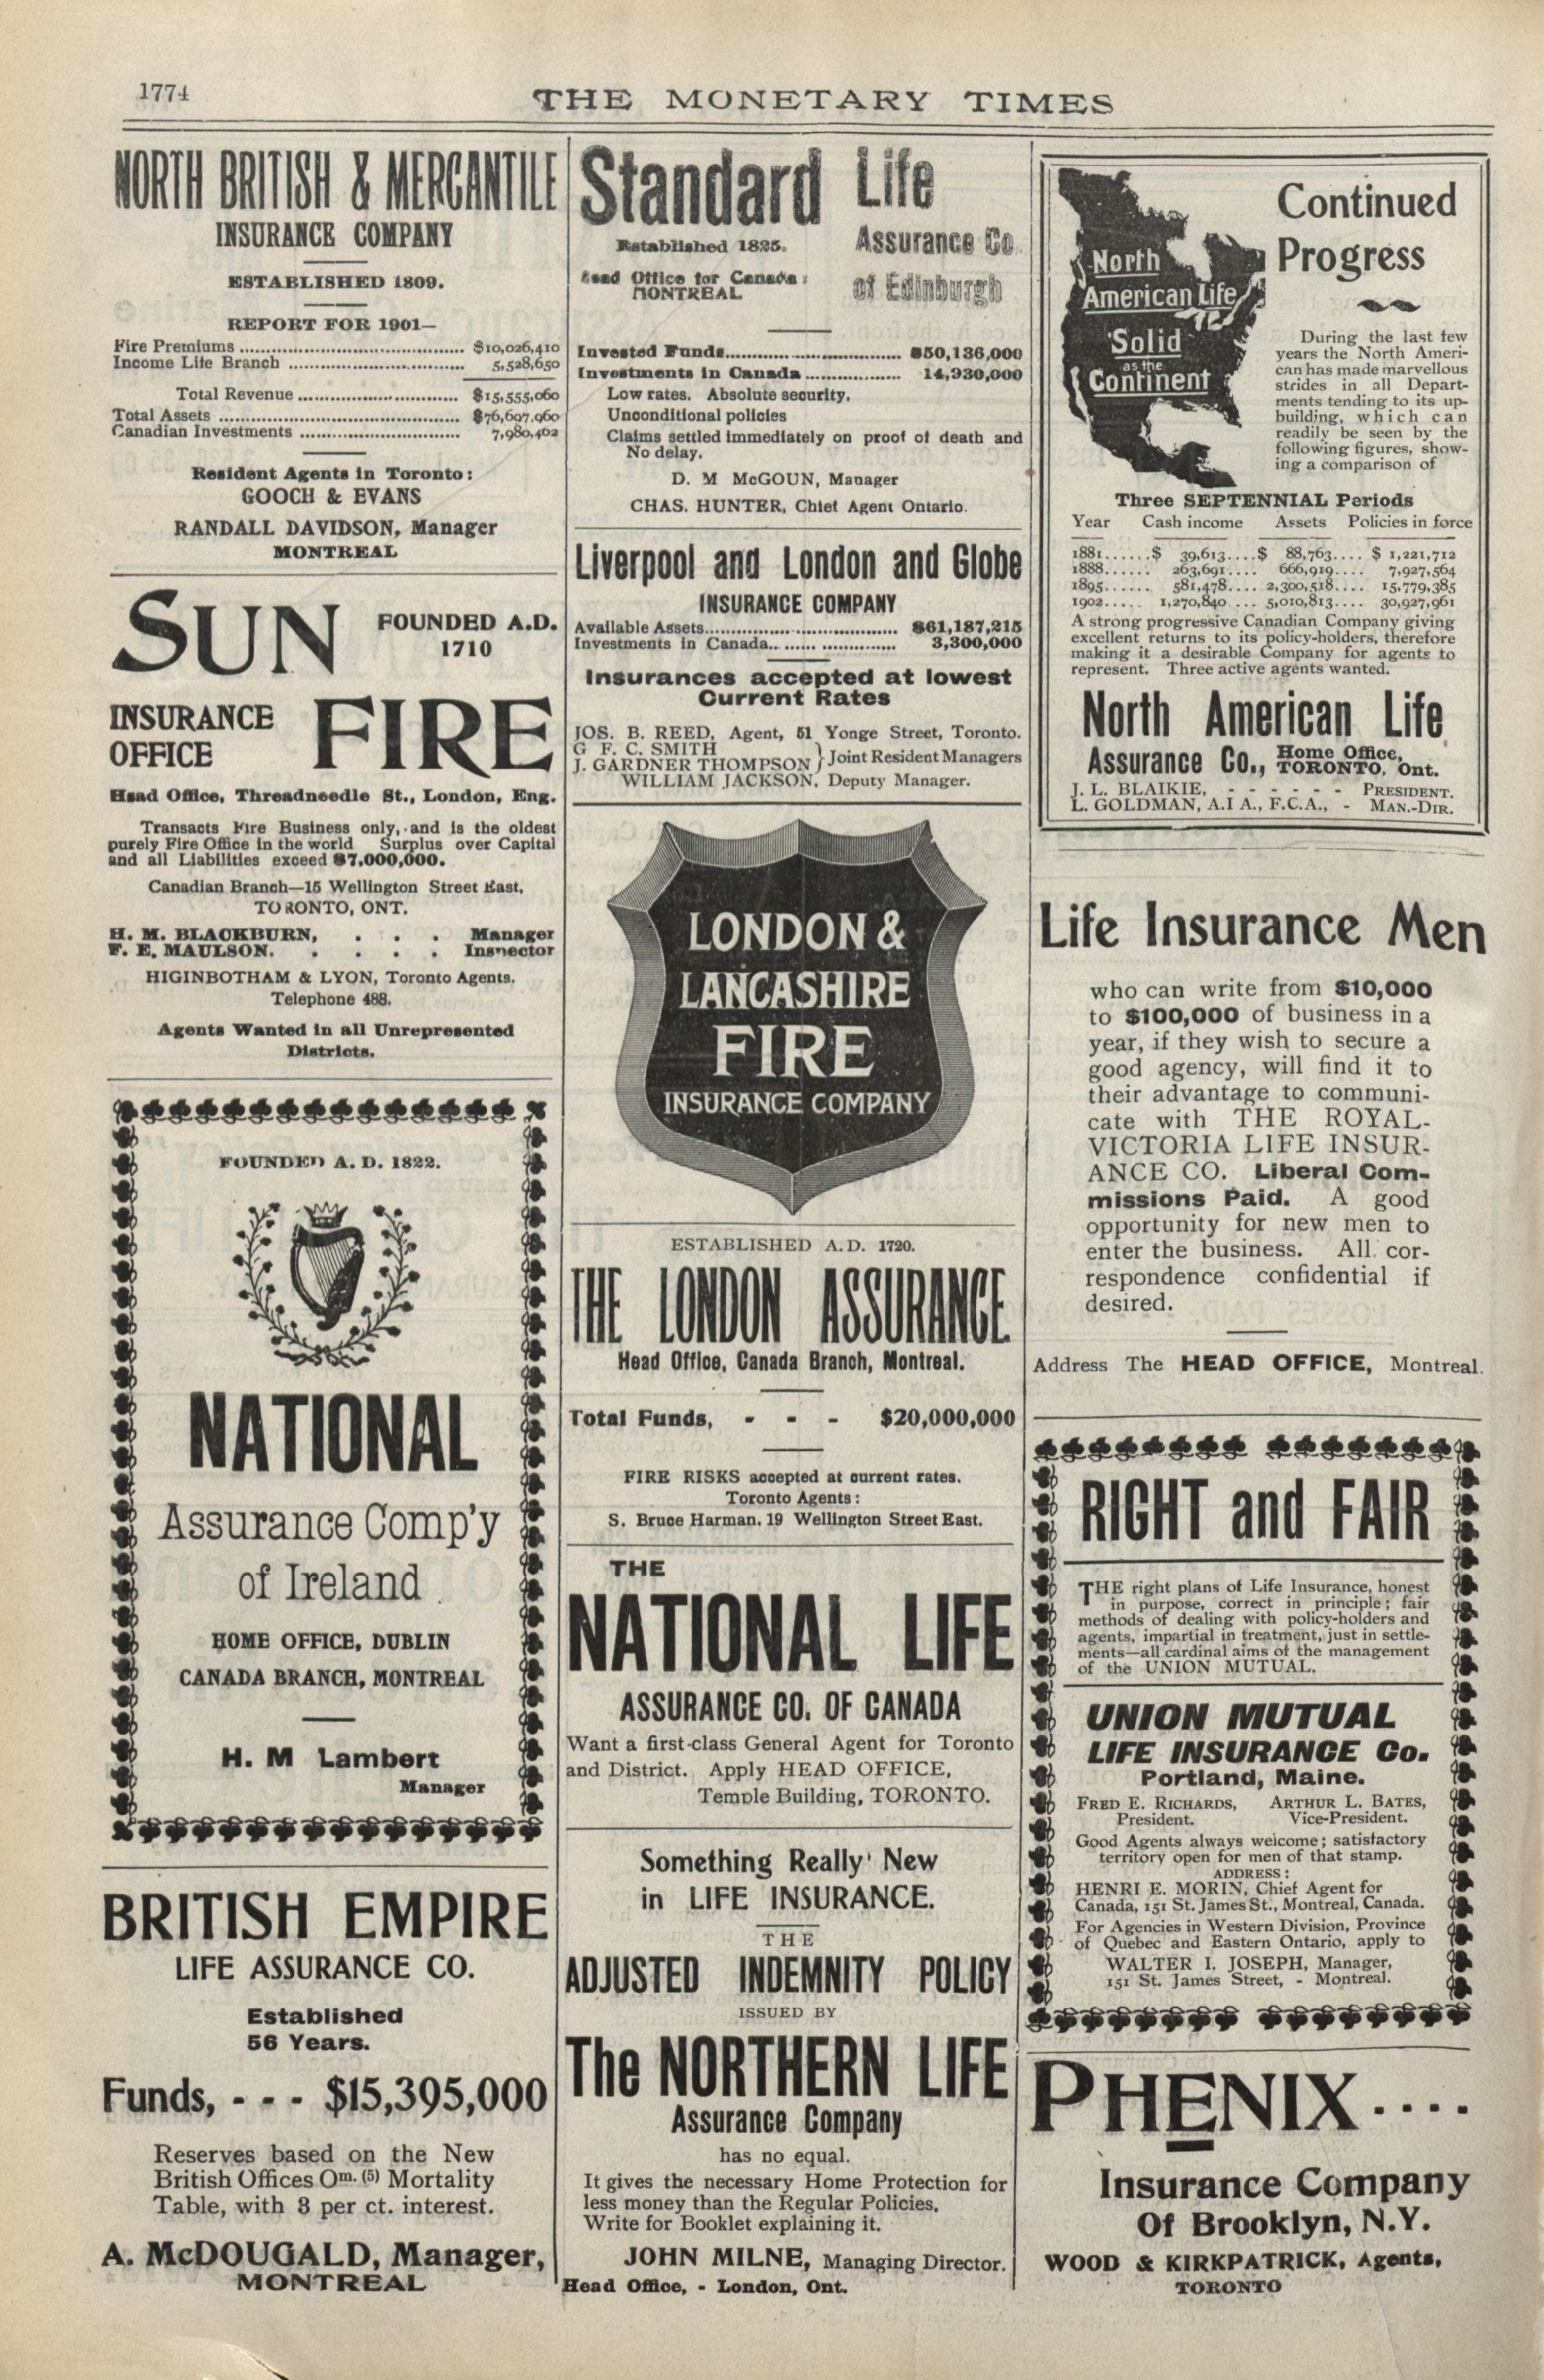 1774
THE MONETARY TIMES
NORTH BRITISH & MERCANTILE
INSURANCE COMPANY
ESTABLISHED 1809.
REPORT FOR 1901—
Fire Premiums ........................................ $10,026,410
Income Life Branch ................................ 5,528,650
Total Revenue ............................. $15,555,060
Total Assets ........................................... $76,607,060
Canadian Investments ............................. 7,980,402
Resident Agents in Toronto:
GOOCH & EVANS
RANDALL DAVIDSON, Manager
MONTREAL
SUN
FOUNDED A.D.
1710
INSURANCE
OFFICE
FIRE
Head Office, Threadneedle St., London, Eng.
Transacts Fire Business only, and is the oldest
purely Fire Office in the world Surplus over Capital
and all Liabilities exceed $7,000,000.
Canadian Branch—15 Wellington Street East,
TORONTO, ONT.
H. M. BLACKBURN, . . . Manager
F. E. MAULSON. . . . . Inspector
HIGINBOTHAM & LYON, Toronto Agents.
Telephone 488.
Agents Wanted in all Unrepresented
Districts.
FOUNDED A. D. 1822.
NATIONAL
Assurance Comp'y
of Ireland
HOME OFFICE, DUBLIN
CANADA BRANCH, MONTREAL
H. M Lambert
Manager
BRITISH EMPIRE
LIFE ASSURANCE CO.
Established
56 Years.
Funds, - - - $15,395,000
Reserves based on the New
British Offices Om. (5) Mortality
Table, with 3 per ct. interest.
A. McDOUGALD, Manager,
MONTREAL
Standard Life
Established 1825.
Assurance Co
Head Office for Canada:
MONTREAL
of Edinburgh
Invested Funds.................................. $50,136,000
Investments in Canada.................. 14,930,000
Low rates. Absolute security.
Unconditional policies
Claims settled immediately on proof of death and
No delay.
D. M McGOUN, Manager
CHAS. HUNTER, Chief Agent Ontario.
Liverpool and London and Globe
INSURANCE COMPANY
Available Assets..................................... $61,187,215
Investments in Canada........................ 3,300,000
Insurances accepted at lowest
Current Rates
JOS. B. REED, Agent, 51 Yonge Street, Toronto.
G F. C. SMITH
J. GARDNER THOMPSON } Joint Resident Managers
WILLIAM JACKSON, Deputy Manager.
LONDON &
LANCASHIRE
FIRE
INSURANCE COMPANY
ESTABLISHED A.D. 1720.
THE LONDON ASSURANCE.
Head Office, Canada Branch, Montreal.
Total Funds, - - - $20,000,000
FIRE RISKS accepted at current rates.
Toronto Agents:
S. Bruce Harman, 19 Wellington Street East.
THE
NATIONAL LIFE
ASSURANCE CO. OF CANADA
Want a first-class General Agent for Toronto
and District. Apply HEAD OFFICE,
Temple Building, TORONTO.
Something Really New
in LIFE INSURANCE.
THE
ADJUSTED INDEMNITY POLICY
ISSUED BY
The NORTHERN LIFE
Assurance Company
has no equal.
It gives the necessary Home Protection for
less money than the Regular Policies.
Write for Booklet explaining it.
JOHN MILNE, Managing Director.
Head Office, - London, Ont.
North
American Life
Solid
as the
Continent
Continued
Progress
During the last few
years the North Ameri-
can has made marvellous
strides in all Depart-
ments tending to its up-
building, which can
readily be seen by the
following figures, show-
ing a comparison of
Three SEPTENNIAL Periods
Year Cash income Assets Policies in force
1881......$ 39,613....$ 88,763.... $ 1,221,712
1888...... 263,691.... 666,919.... 7,927,564
1895...... 581,478.... 2,300,518.... 15,779,385
1902..... 1,270,840.... 5,010,813.... 30,927,961
A strong progressive Canadian Company giving
excellent returns to its policy-holders, therefore
making it a desirable Company for agents to
represent. Three active agents wanted.
North American Life
Assurance Co., Home Office,
TORONTO, Ont.
J. L. BLAIKIE, - - - - - - PRESIDENT.
L. GOLDMAN, A.I A., F.C.A., - MAN.-DIR.
Life Insurance Men
who can write from $10,000
to $100,000 of business in a
year, if they wish to secure a
good agency, will find it to
their advantage to communi-
cate with THE ROYAL-
VICTORIA LIFE INSUR-
ANCE CO. Liberal Com-
missions Paid. A good
opportunity for new men to
enter the business. All cor-
respondence confidential if
desired.
Address The HEAD OFFICE, Montreal.
RIGHT and FAIR
THE right plans of Life Insurance, honest
in purpose, correct in principle; fair
methods of dealing with policy-holders and
agents, impartial in treatment, just in settle-
ments—all cardinal aims of the management
of the UNION MUTUAL.
UNION MUTUAL
LIFE INSURANCE Co.
Portland, Maine.
FRED E. RICHARDS, ARTHUR L. BATES,
President. Vice-President.
Good Agents always welcome; satisfactory
territory open for men of that stamp.
ADDRESS:
HENRI E. MORIN, Chief Agent for
Canada, 151 St. James St., Montreal, Canada.
For Agencies in Western Division, Province
of Quebec and Eastern Ontario, apply to
WALTER I. JOSEPH, Manager,
151 St. James Street, - Montreal.
PHENIX....
Insurance Company
Of Brooklyn, N.Y.
WOOD & KIRKPATRICK, Agents,
TORONTO